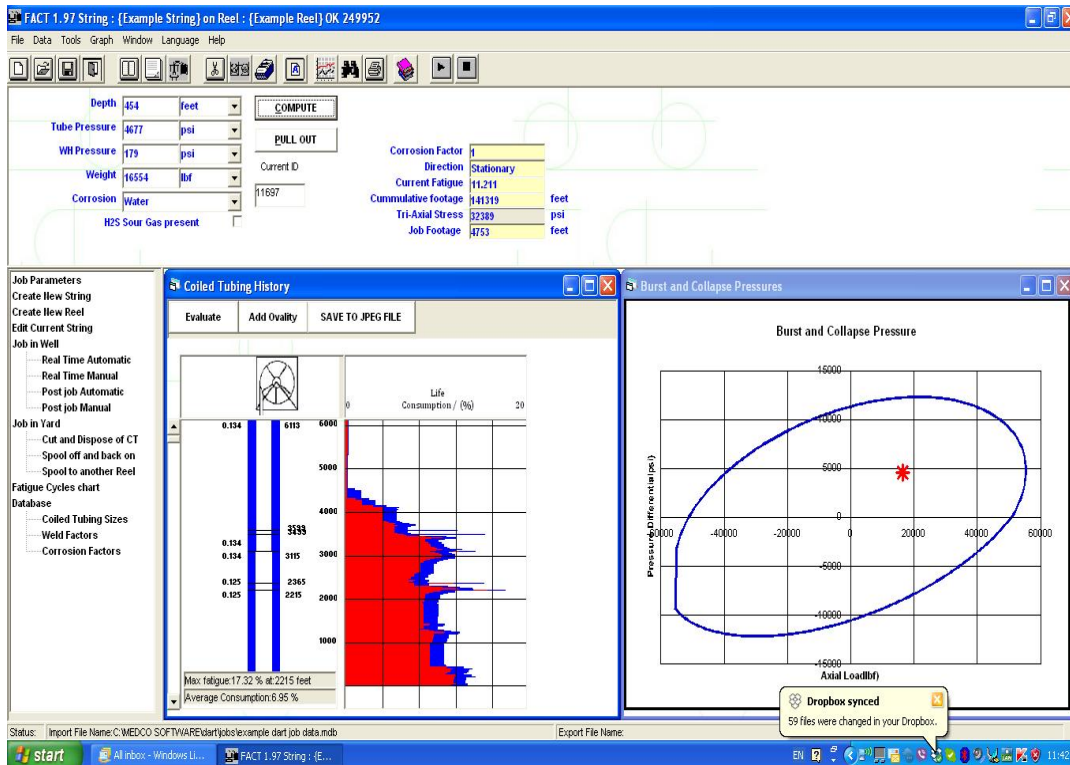 FACT 1.97 String : {Example String} on Reel : {Example Reel} OK 249952
File Data Tools Graph Window Language Help
Depth 454 feet
COMPUTE
Tube Pressure 4677 psi
PULL OUT
WH Pressure 179 psi
Weight 16554 lbf
Current ID
11697
Corrosion Water
H2S Sour Gas present
Corrosion Factor 1
Direction Stationary
Current Fatigue 11.211
Cummulative footage 141319 feet
Tri-Axial Stress 32389 psi
Job Footage 4753 feet
Job Parameters
Create New String
Create New Reel
Edit Current String
Job in Well
Real Time Automatic
Real Time Manual
Post job Automatic
Post job Manual
Job in Yard
Cut and Dispose of CT
Spool off and back on
Spool to another Reel
Fatigue Cycles chart
Database
Coiled Tubing Sizes
Weld Factors
Corrosion Factors
Coiled Tubing History
Evaluate Add Ovality SAVE TO JPEG FILE
Life
0 Consumption / (%) 20
0.134 6113 6000
5000
4000
3599
3499
0.134
0.134 3115 3000
0.125 2365
0.125 2215 2000
1000
Max fatigue:17.32 % at:2215 feet
Average Consumption:6.95 %
Burst and Collapse Pressures
Burst and Collapse Pressure
15000
10000
5000
0
-60000 -40000 -20000 0 20000 40000 60000
-5000
-10000
-15000
Pressure Differential(psi)
Axial Load(lbf)
Dropbox synced
59 files were changed in your Dropbox.
Status: Import File Name:C:\MEDCO SOFTWARE\dart\jobs\example dart job data.mdb Export File Name:
start All inbox - Windows Li... FACT 1.97 String : {E... EN 11:42